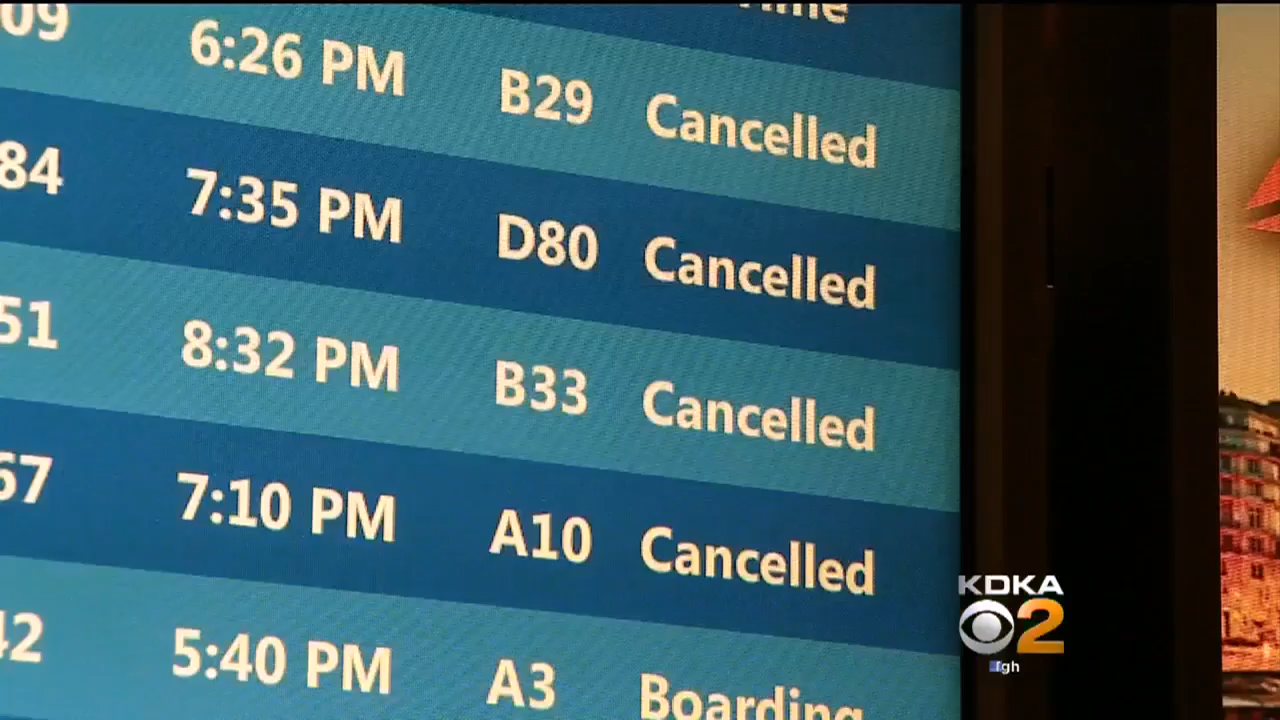 09 6:26 PM B29 Cancelled
84 7:35 PM D80 Cancelled
51 8:32 PM B33 Cancelled
67 7:10 PM A10 Cancelled
42 5:40 PM A3 Boarding
KDKA
2